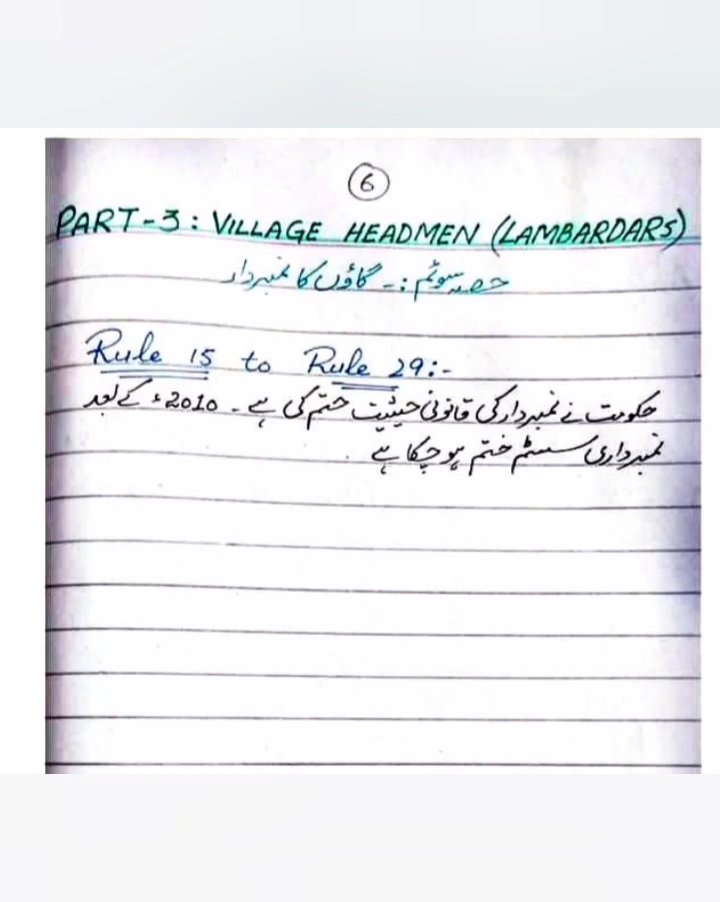 6
PART-3: VILLAGE HEADMEN (LAMBARDARS)
حصہ سوئم :۔ گاؤں کا نمبردار
Rule 15 to Rule 29:-
حکومت نے نمبردار کی قانونی حیثیت ختم کی ہے ۔ 2010ء کے بعد
نمبرداری سسٹم ختم ہو چکا ہے ۔